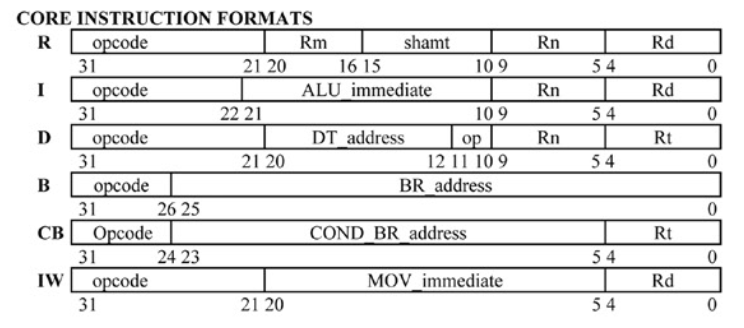 CORE INSTRUCTION FORMATS
R opcode Rm shamt Rn Rd
31 21 20 16 15 10 9 5 4 0
I opcode ALU_immediate Rn Rd
31 22 21 10 9 5 4 0
D opcode DT_address op Rn Rt
31 21 20 12 11 10 9 5 4 0
B opcode BR_address
31 26 25 0
CB Opcode COND_BR_address Rt
31 24 23 5 4 0
IW opcode MOV_immediate Rd
31 21 20 5 4 0